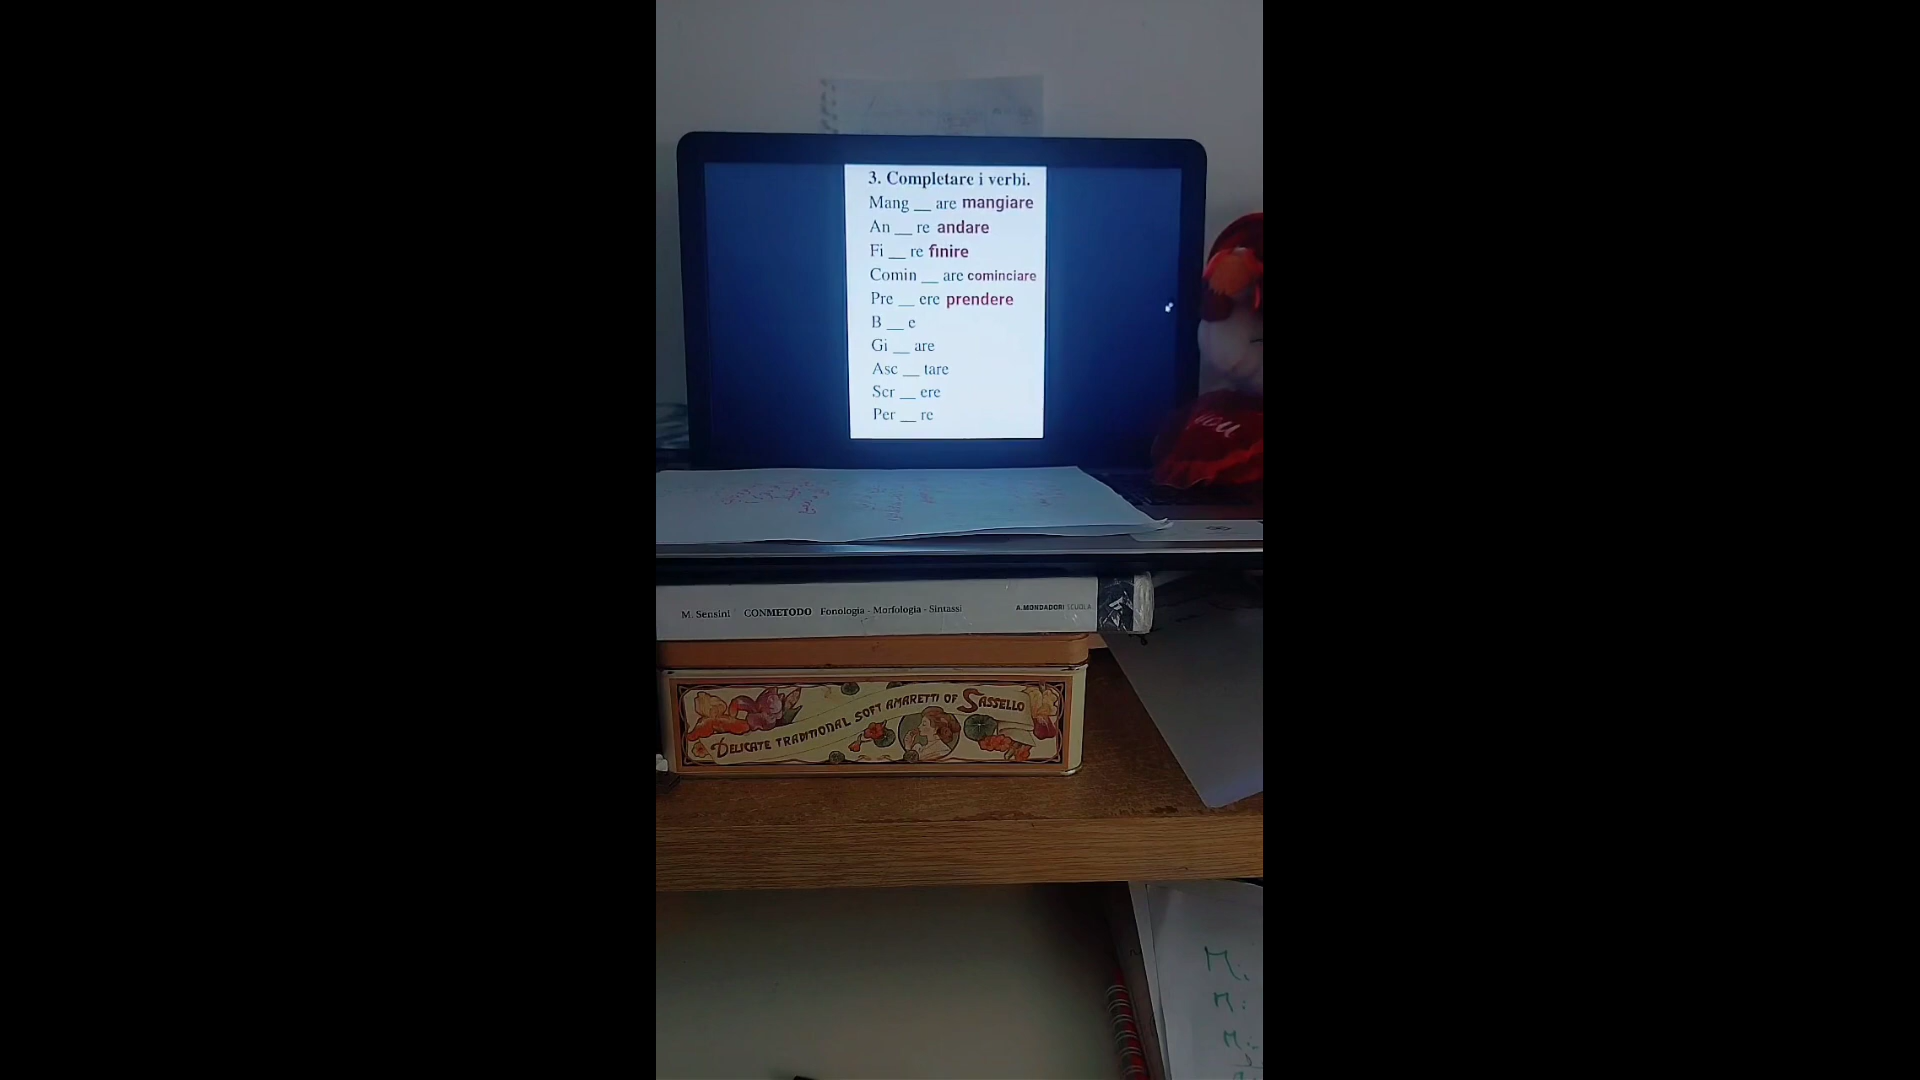 3. Completare i verbi.
Mang __ are mangiare
An __ re andare
Fi __ re finire
Comin __ are cominciare
Pre __ ere prendere
B __ e
Gi __ are
Asc __ tare
Scr __ ere
Per __ re
M. Sensini CONMETODO Fonologia - Morfologia - Sintassi A. MONDADORI SCUOLA
DELICATE TRADITIONAL SOFT AMARETTI OF SASSELLO